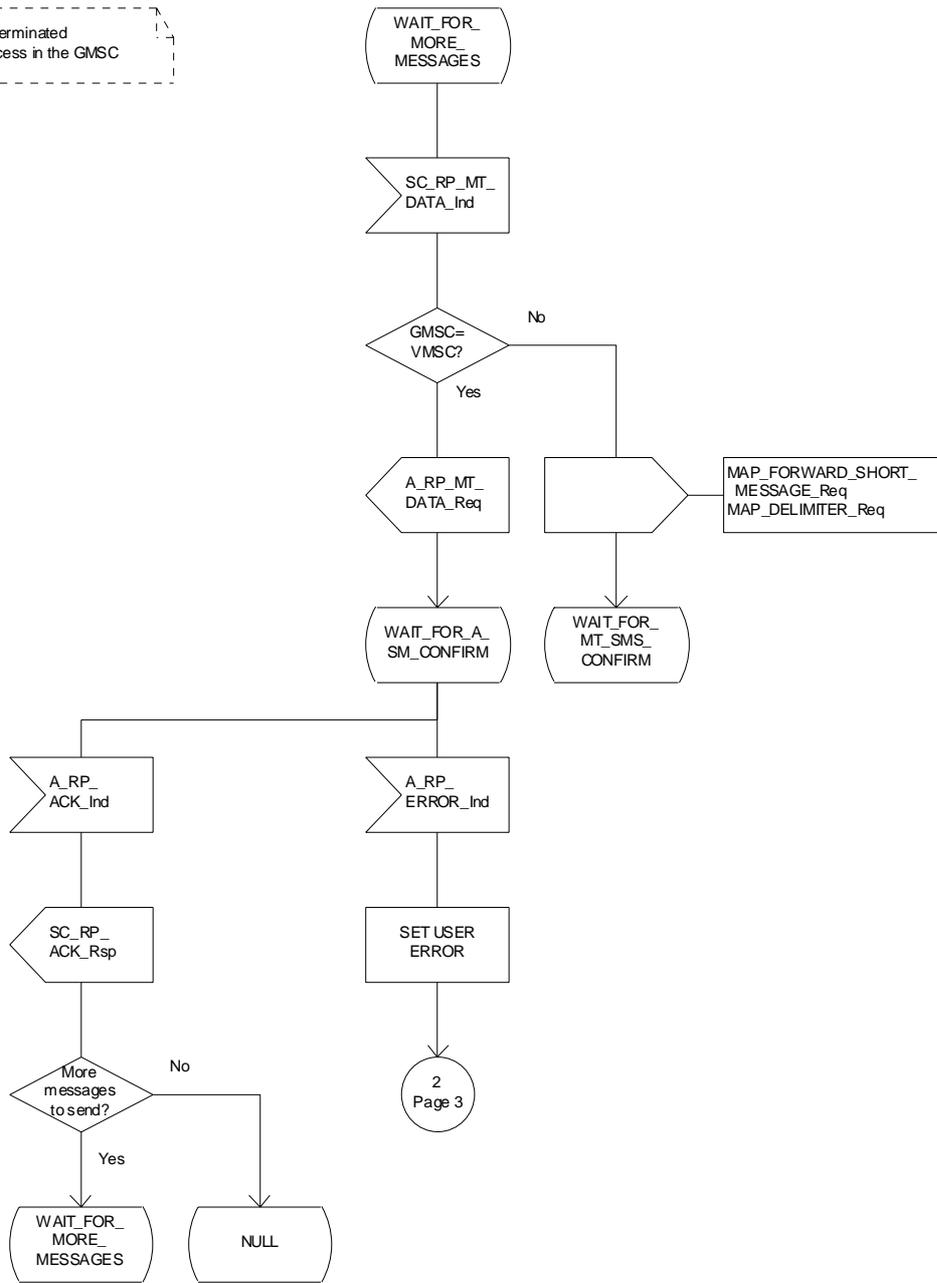 erminated
cess in the GMSC
WAIT_FOR_
MORE_
MESSAGES
SC_RP_MT_
DATA_Ind
GMSC=
VMSC?
No
Yes
A_RP_MT_
DATA_Req
MAP_FORWARD_SHORT_
MESSAGE_Req
MAP_DELIMITER_Req
WAIT_FOR_A_
SM_CONFIRM
WAIT_FOR_
MT_SMS_
CONFIRM
A_RP_
ACK_Ind
A_RP_
ERROR_Ind
SC_RP_
ACK_Rsp
SET USER
ERROR
More
messages
to send?
No
Yes
2
Page 3
WAIT_FOR_
MORE_
MESSAGES
NULL